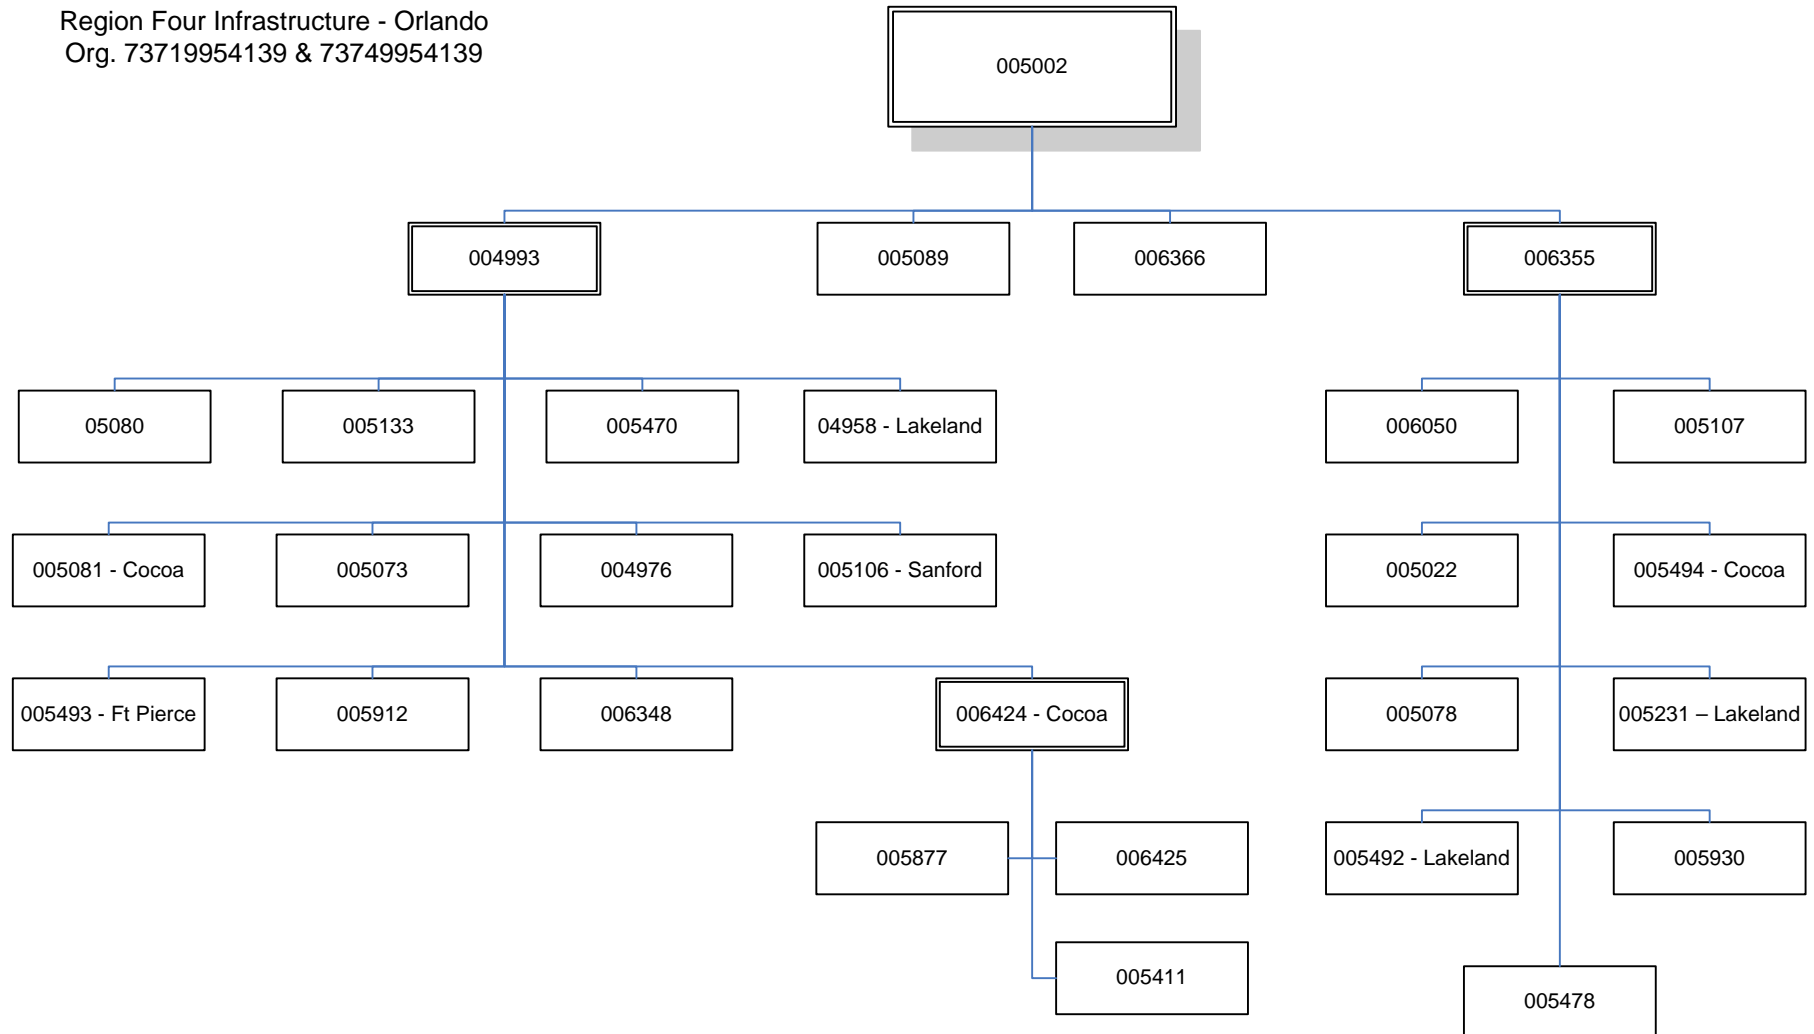 Region Four Infrastructure - Orlando
Org. 73719954139 & 73749954139
005002
004993
005089
006366
006355
05080
005133
005470
04958 - Lakeland
006050
005107
005081 - Cocoa
005073
004976
005106 - Sanford
005022
005494 - Cocoa
005493 - Ft Pierce
005912
006348
006424 - Cocoa
005078
005231 – Lakeland
005877
006425
005492 - Lakeland
005930
005411
005478